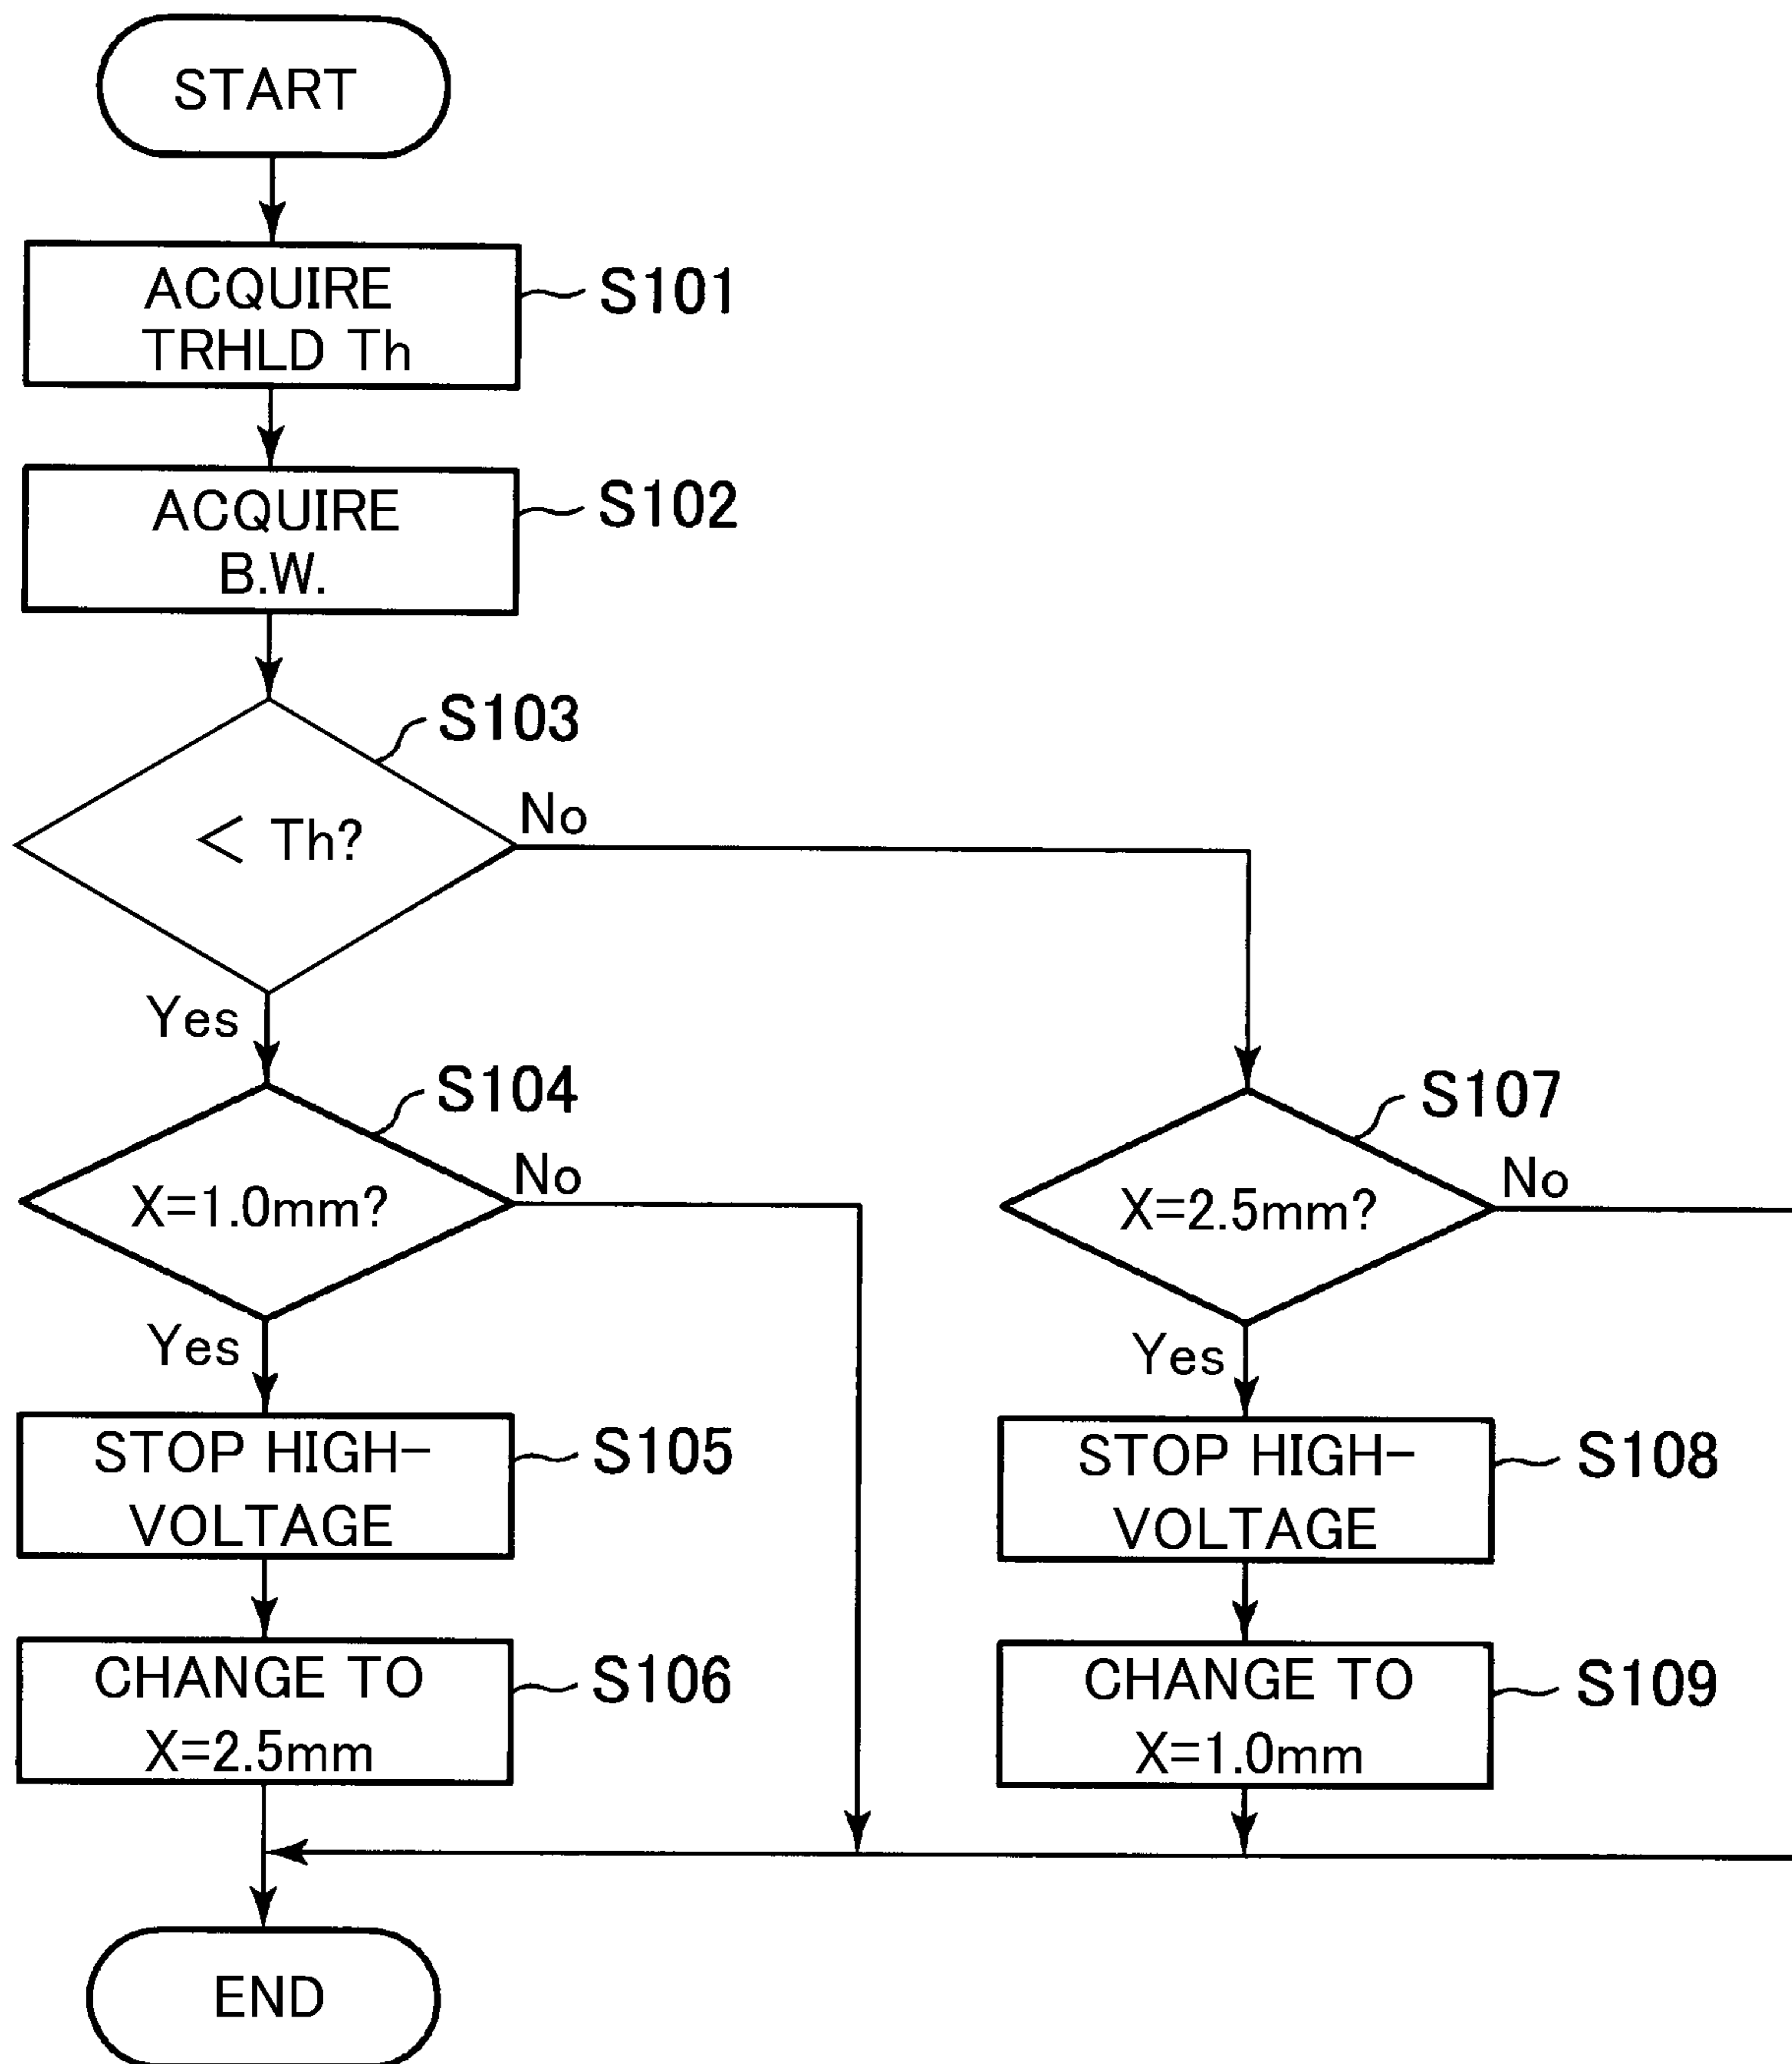 START
ACQUIRE
TRHLD Th
S101
ACQUIRE
B.W.
S102
S103
< Th?
No
Yes
S104
X=1.0mm?
No
Yes
STOP HIGH-
VOLTAGE
S105
CHANGE TO
X=2.5mm
S106
S107
X=2.5mm?
No
Yes
STOP HIGH-
VOLTAGE
S108
CHANGE TO
X=1.0mm
S109
END